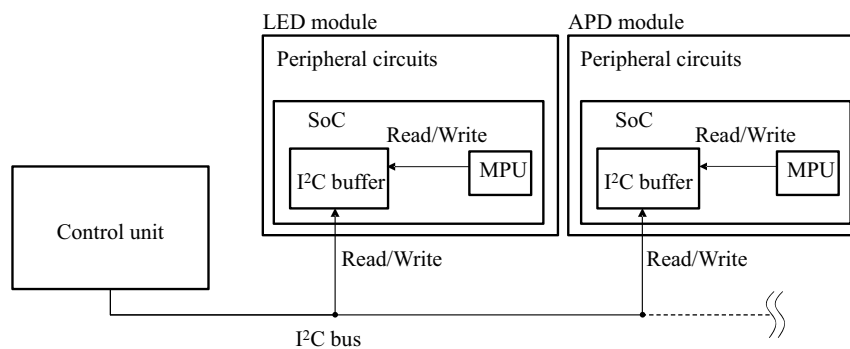 LED module
Peripheral circuits
SoC
Read/Write
I²C buffer
MPU
Read/Write
APD module
Peripheral circuits
SoC
Read/Write
I²C buffer
MPU
Read/Write
Control unit
I²C bus